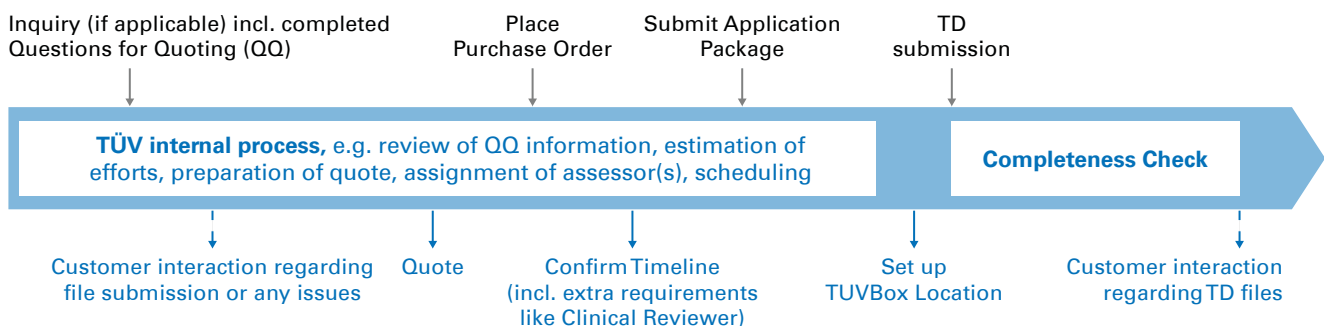 Inquiry (if applicable) incl. completed
Questions for Quoting (QQ)
Place
Purchase Order
Submit Application
Package
TD
submission
TÜV internal process, e.g. review of QQ information, estimation of
efforts, preparation of quote, assignment of assessor(s), scheduling
Completeness Check
Customer interaction regarding
file submission or any issues
Quote
Confirm Timeline
(incl. extra requirements
like Clinical Reviewer)
Set up
TUVBox Location
Customer interaction
regarding TD files